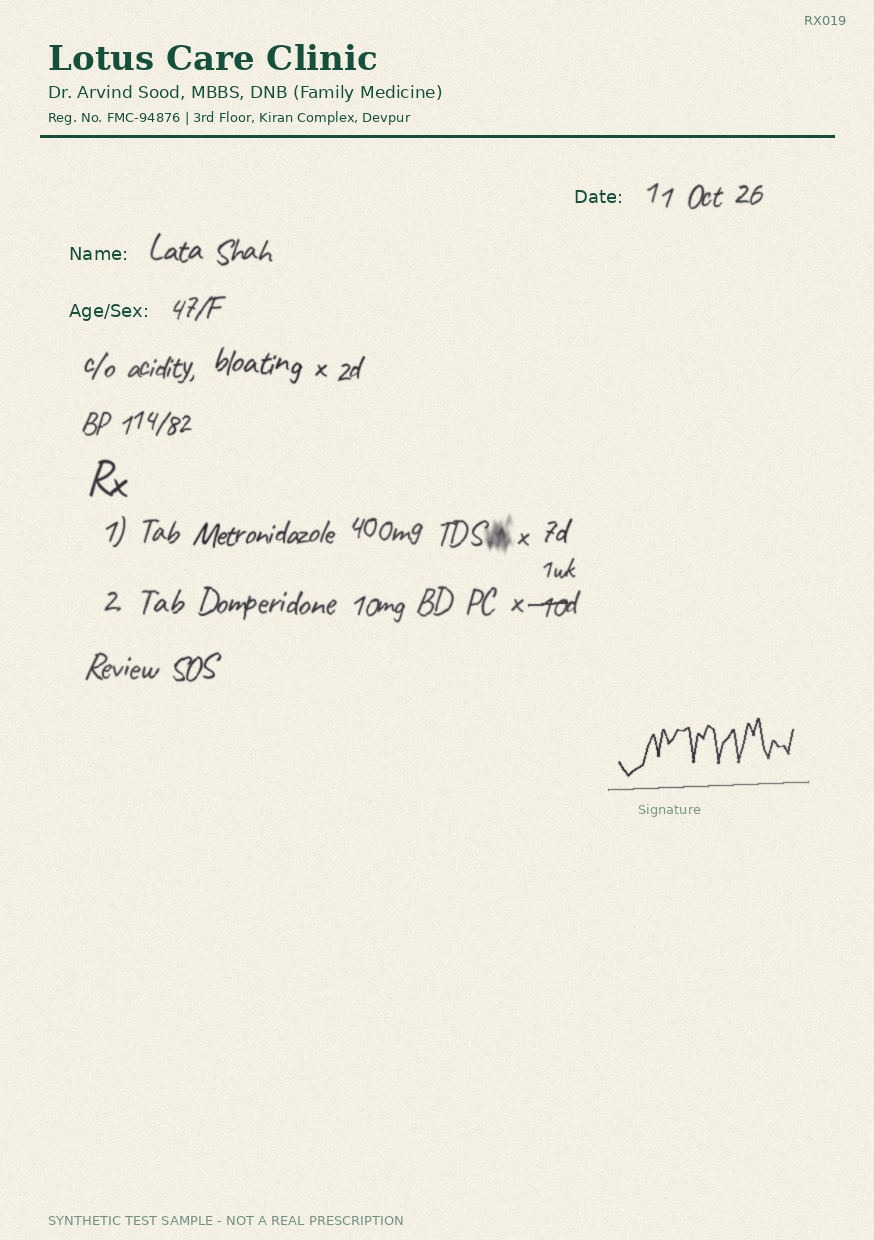 RX019
Lotus Care Clinic
Dr. Arvind Sood, MBBS, DNB (Family Medicine)
Reg. No. FMC-94876 | 3rd Floor, Kiran Complex, Devpur
Date: 11 Oct 26
Name: Lata Shah
Age/Sex: 47/F
c/o acidity, bloating x 2d
BP 114/82
Rx
1) Tab Metronidazole 400mg TDS x 7d
1wk
2. Tab Domperidone 10mg BD PC x 10d
Review SOS
Signature
SYNTHETIC TEST SAMPLE - NOT A REAL PRESCRIPTION